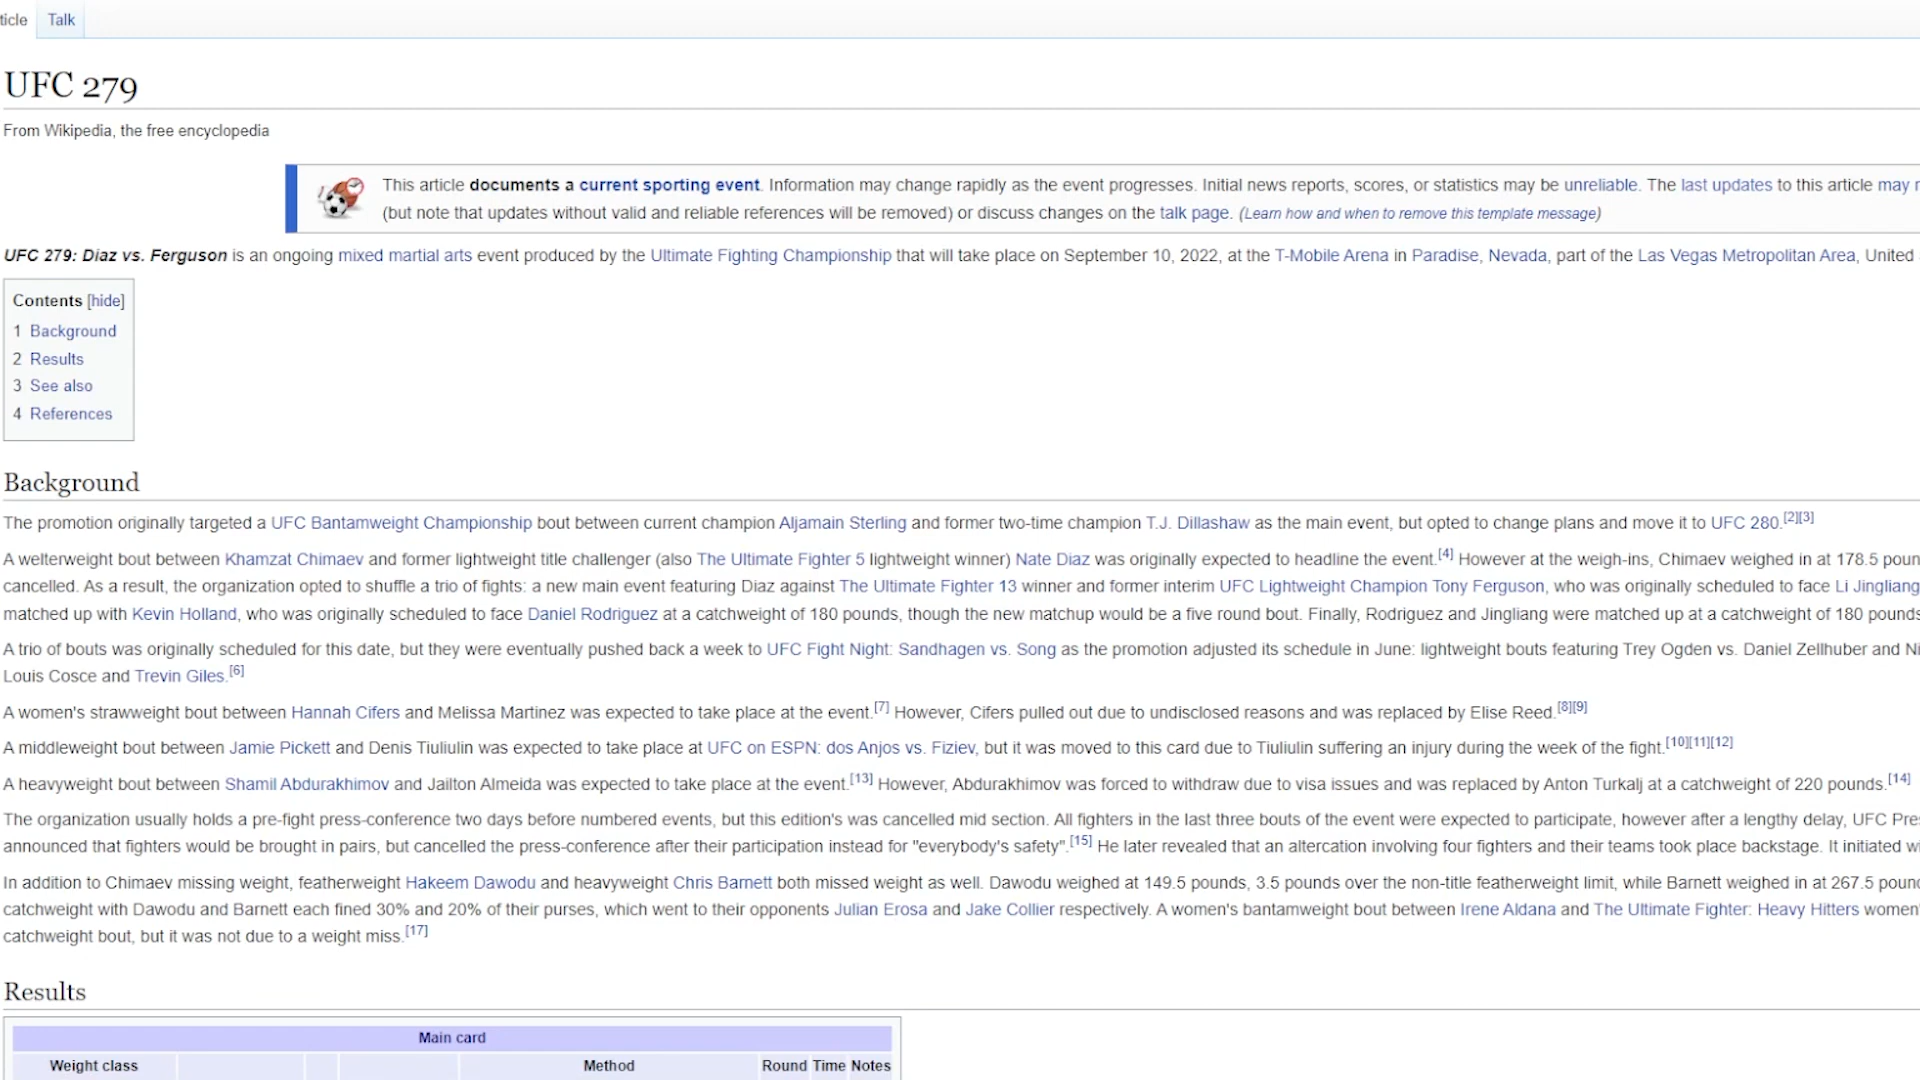 ticle Talk
UFC 279
From Wikipedia, the free encyclopedia
This article documents a current sporting event. Information may change rapidly as the event progresses. Initial news reports, scores, or statistics may be unreliable. The last updates to this article may
(but note that updates without valid and reliable references will be removed) or discuss changes on the talk page. (Learn how and when to remove this template message)
UFC 279: Diaz vs. Ferguson is an ongoing mixed martial arts event produced by the Ultimate Fighting Championship that will take place on September 10, 2022, at the T-Mobile Arena in Paradise, Nevada, part of the Las Vegas Metropolitan Area, United
Contents [hide]
1 Background
2 Results
3 See also
4 References
Background
The promotion originally targeted a UFC Bantamweight Championship bout between current champion Aljamain Sterling and former two-time champion T.J. Dillashaw as the main event, but opted to change plans and move it to UFC 280.[2][3]
A welterweight bout between Khamzat Chimaev and former lightweight title challenger (also The Ultimate Fighter 5 lightweight winner) Nate Diaz was originally expected to headline the event.[4] However at the weigh-ins, Chimaev weighed in at 178.5 poun
cancelled. As a result, the organization opted to shuffle a trio of fights: a new main event featuring Diaz against The Ultimate Fighter 13 winner and former interim UFC Lightweight Champion Tony Ferguson, who was originally scheduled to face Li Jingliang
matched up with Kevin Holland, who was originally scheduled to face Daniel Rodriguez at a catchweight of 180 pounds, though the new matchup would be a five round bout. Finally, Rodriguez and Jingliang were matched up at a catchweight of 180 pounds
A trio of bouts was originally scheduled for this date, but they were eventually pushed back a week to UFC Fight Night: Sandhagen vs. Song as the promotion adjusted its schedule in June: lightweight bouts featuring Trey Ogden vs. Daniel Zellhuber and Ni
Louis Cosce and Trevin Giles.[6]
A women's strawweight bout between Hannah Cifers and Melissa Martinez was expected to take place at the event.[7] However, Cifers pulled out due to undisclosed reasons and was replaced by Elise Reed.[8][9]
A middleweight bout between Jamie Pickett and Denis Tiuliulin was expected to take place at UFC on ESPN: dos Anjos vs. Fiziev, but it was moved to this card due to Tiuliulin suffering an injury during the week of the fight.[10][11][12]
A heavyweight bout between Shamil Abdurakhimov and Jailton Almeida was expected to take place at the event.[13] However, Abdurakhimov was forced to withdraw due to visa issues and was replaced by Anton Turkalj at a catchweight of 220 pounds.[14]
The organization usually holds a pre-fight press-conference two days before numbered events, but this edition's was cancelled mid section. All fighters in the last three bouts of the event were expected to participate, however after a lengthy delay, UFC Pre
announced that fighters would be brought in pairs, but cancelled the press-conference after their participation instead for "everybody's safety".[15] He later revealed that an altercation involving four fighters and their teams took place backstage. It initiated wi
In addition to Chimaev missing weight, featherweight Hakeem Dawodu and heavyweight Chris Barnett both missed weight as well. Dawodu weighed at 149.5 pounds, 3.5 pounds over the non-title featherweight limit, while Barnett weighed in at 267.5 pound
catchweight with Dawodu and Barnett each fined 30% and 20% of their purses, which went to their opponents Julian Erosa and Jake Collier respectively. A women's bantamweight bout between Irene Aldana and The Ultimate Fighter: Heavy Hitters women'
catchweight bout, but it was not due to a weight miss.[17]
Results
Main card
Weight class Method Round Time Notes